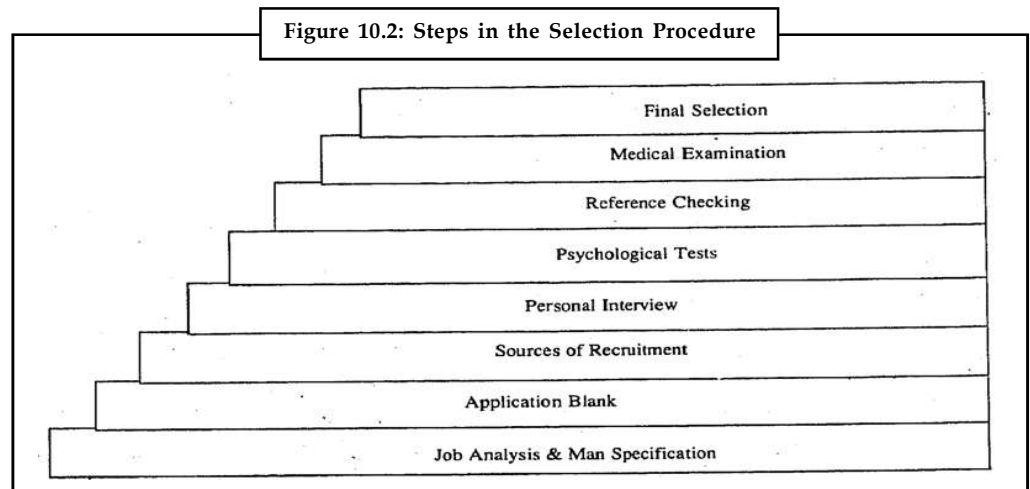 Figure 10.2: Steps in the Selection Procedure
Final Selection
Medical Examination
Reference Checking
Psychological Tests
Personal Interview
Sources of Recruitment
Application Blank
Job Analysis & Man Specification